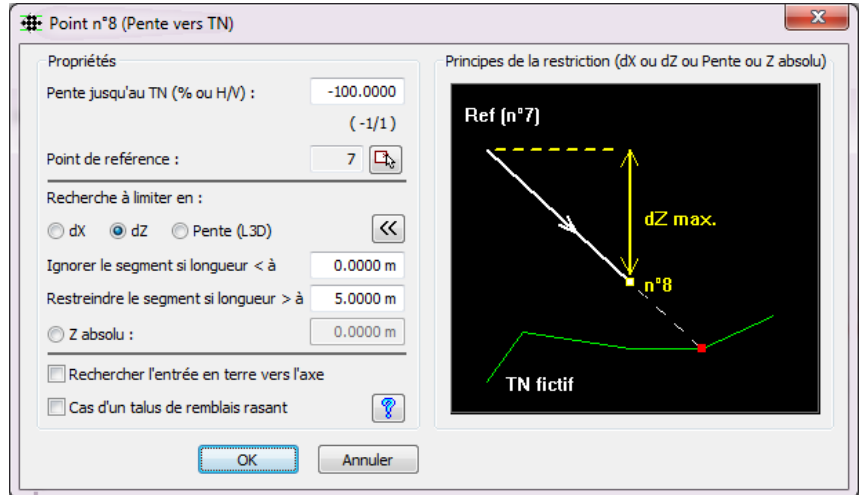 Point n°8 (Pente vers TN)
Propriétés
Pente jusqu'au TN (% ou H/V) :
-100.0000
( -1/1 )
Point de reférence :
7
Recherche à limiter en :
dX
dZ
Pente (L3D)
Ignorer le segment si longueur < à
0.0000 m
Restreindre le segment si longueur > à
5.0000 m
Z absolu :
0.0000 m
Rechercher l'entrée en terre vers l'axe
Cas d'un talus de remblais rasant
Principes de la restriction (dX ou dZ ou Pente ou Z absolu)
Ref (n°7)
dZ max.
n°8
TN fictif
OK
Annuler